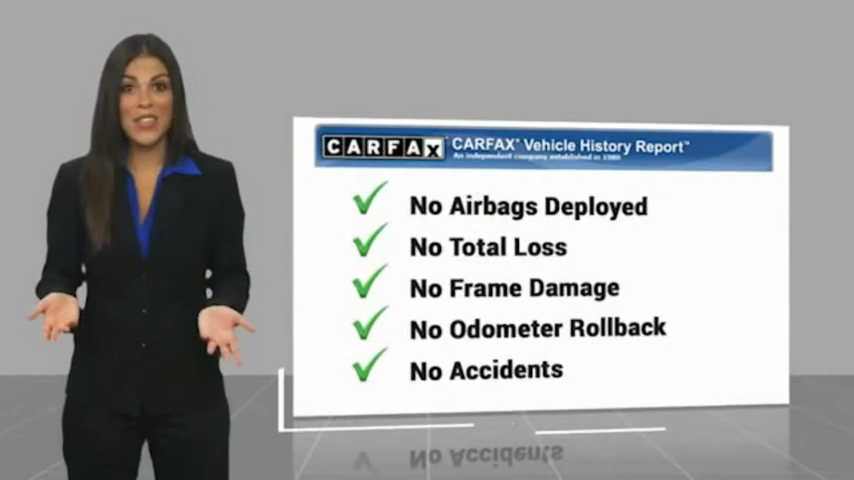 CARFAX CARFAX® Vehicle History Report™
An independent company established in 1986
No Airbags Deployed
No Total Loss
No Frame Damage
No Odometer Rollback
No Accidents
No Accidents